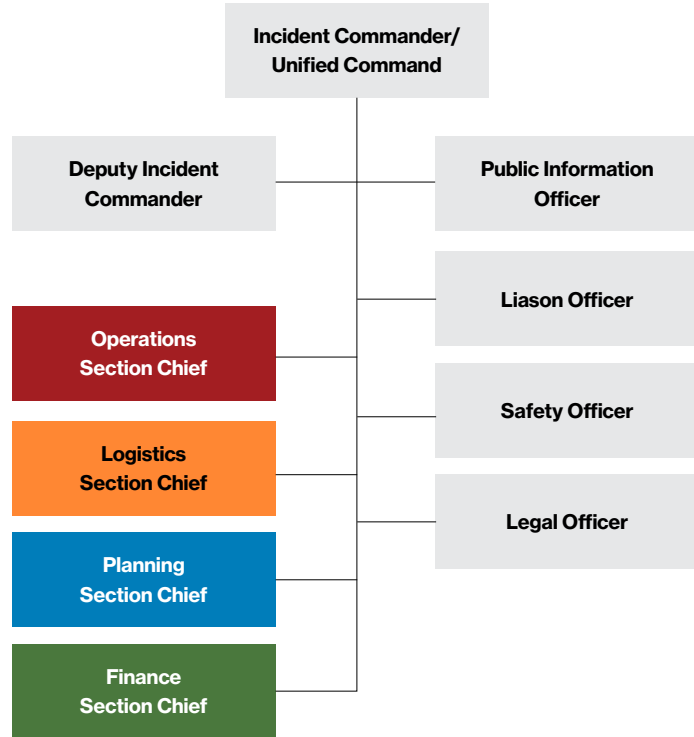 Incident Commander/
Unified Command
Deputy Incident
Commander
Public Information
Officer
Liason Officer
Operations
Section Chief
Safety Officer
Logistics
Section Chief
Legal Officer
Planning
Section Chief
Finance
Section Chief